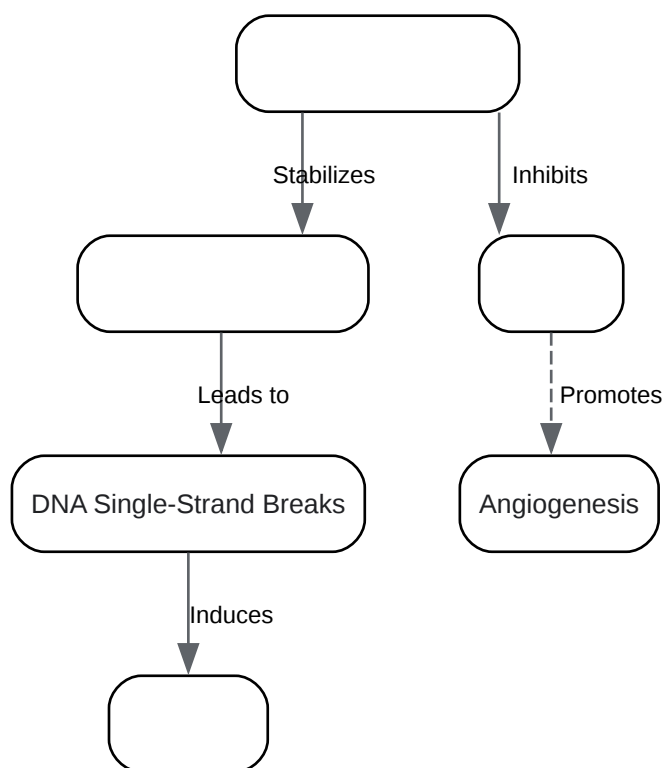 Stabilizes
Inhibits
Leads to
Promotes
DNA Single-Strand Breaks
Angiogenesis
Induces